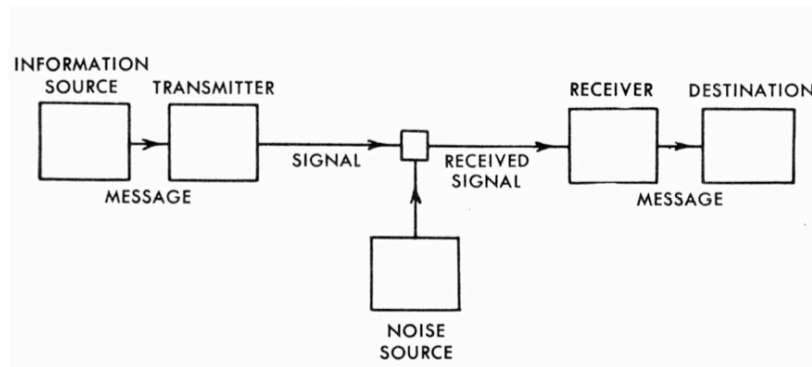 INFORMATION
SOURCE
TRANSMITTER
RECEIVER
DESTINATION
SIGNAL
RECEIVED
SIGNAL
MESSAGE
MESSAGE
NOISE
SOURCE